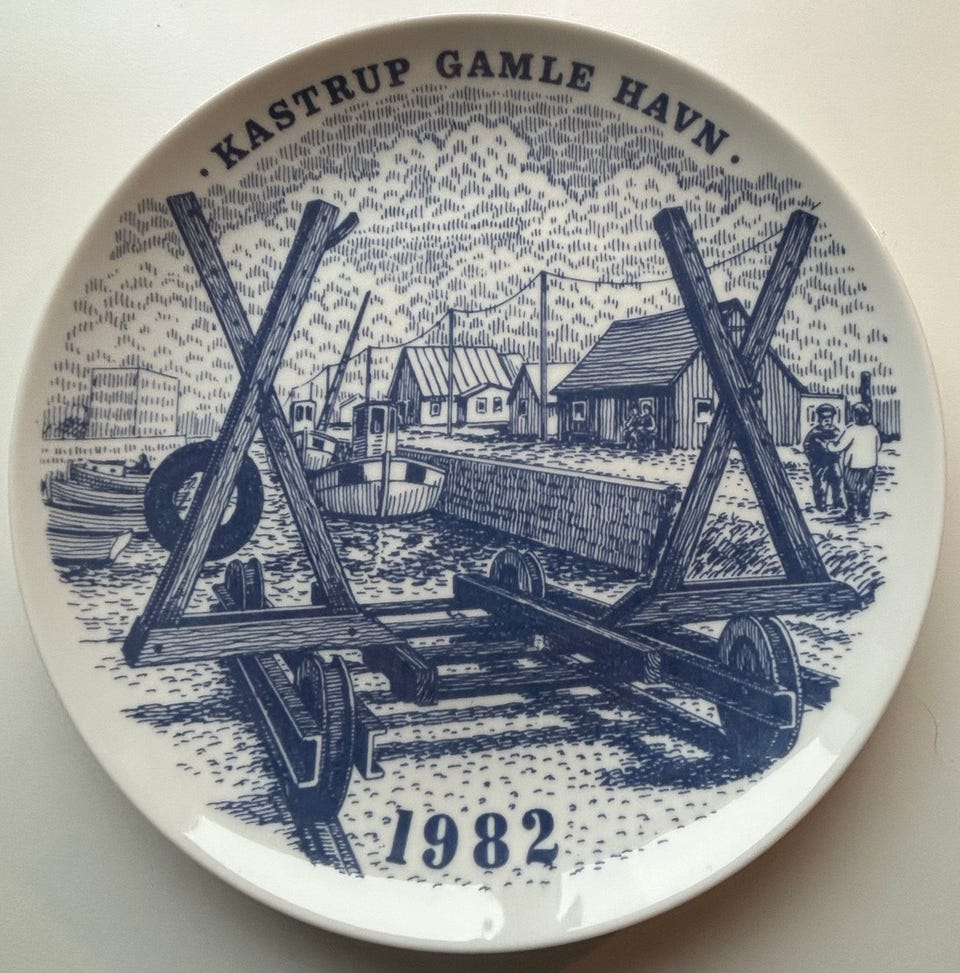 · KASTRUP GAMLE HAVN ·
1982